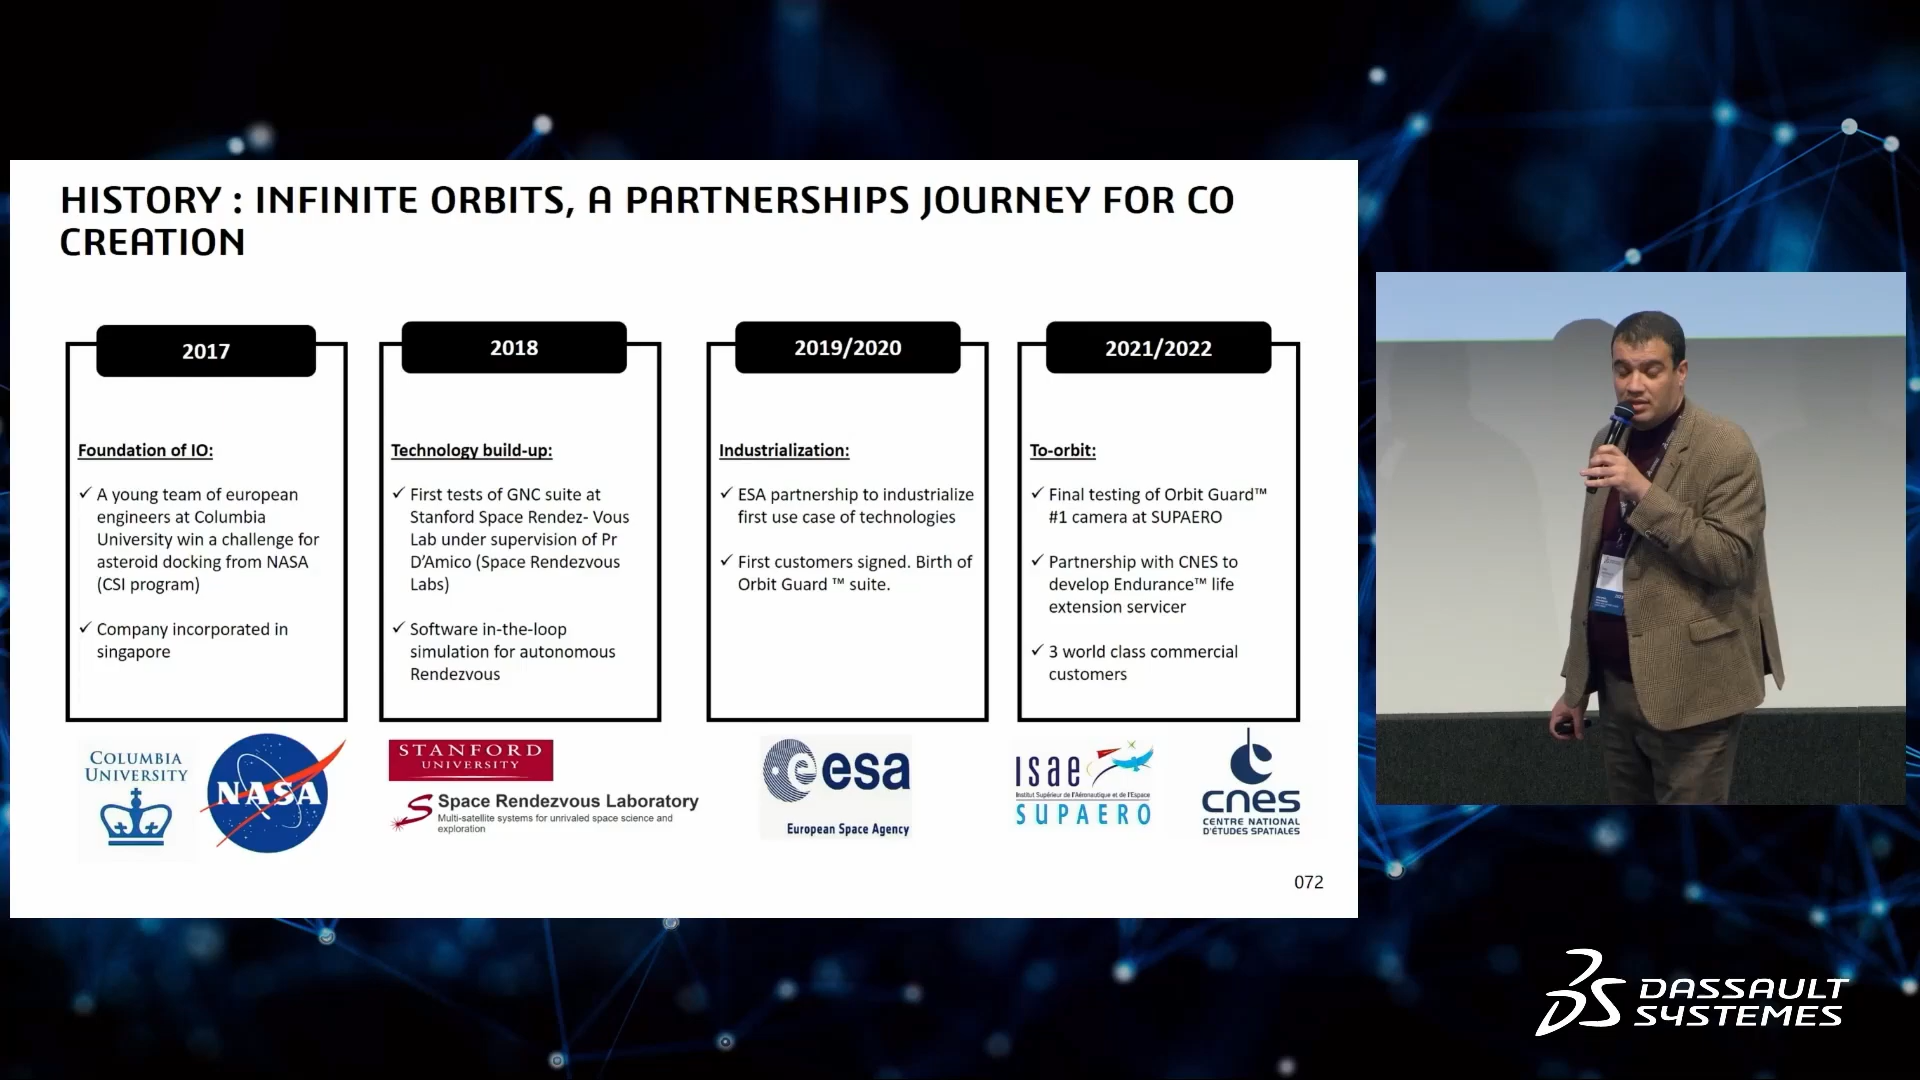 HISTORY : INFINITE ORBITS, A PARTNERSHIPS JOURNEY FOR CO
CREATION
2017
Foundation of IO:
✓ A young team of european
engineers at Columbia
University win a challenge for
asteroid docking from NASA
(CSI program)
✓ Company incorporated in
singapore
2018
Technology build-up:
✓ First tests of GNC suite at
Stanford Space Rendez- Vous
Lab under supervision of Pr
D’Amico (Space Rendezvous
Labs)
✓ Software in-the-loop
simulation for autonomous
Rendezvous
2019/2020
Industrialization:
✓ ESA partnership to industrialize
first use case of technologies
✓ First customers signed. Birth of
Orbit Guard ™ suite.
2021/2022
To-orbit:
✓ Final testing of Orbit Guard™
#1 camera at SUPAERO
✓ Partnership with CNES to
develop Endurance™ life
extension servicer
✓ 3 world class commercial
customers
COLUMBIA
UNIVERSITY
NASA
STANFORD
UNIVERSITY
Space Rendezvous Laboratory
Multi-satellite systems for unrivaled space science and
exploration
esa
European Space Agency
isae
Institut Supérieur de l'Aéronautique et de l'Espace
SUPAERO
cnes
CENTRE NATIONAL
D'ÉTUDES SPATIALES
072
DASSAULT
SYSTEMES